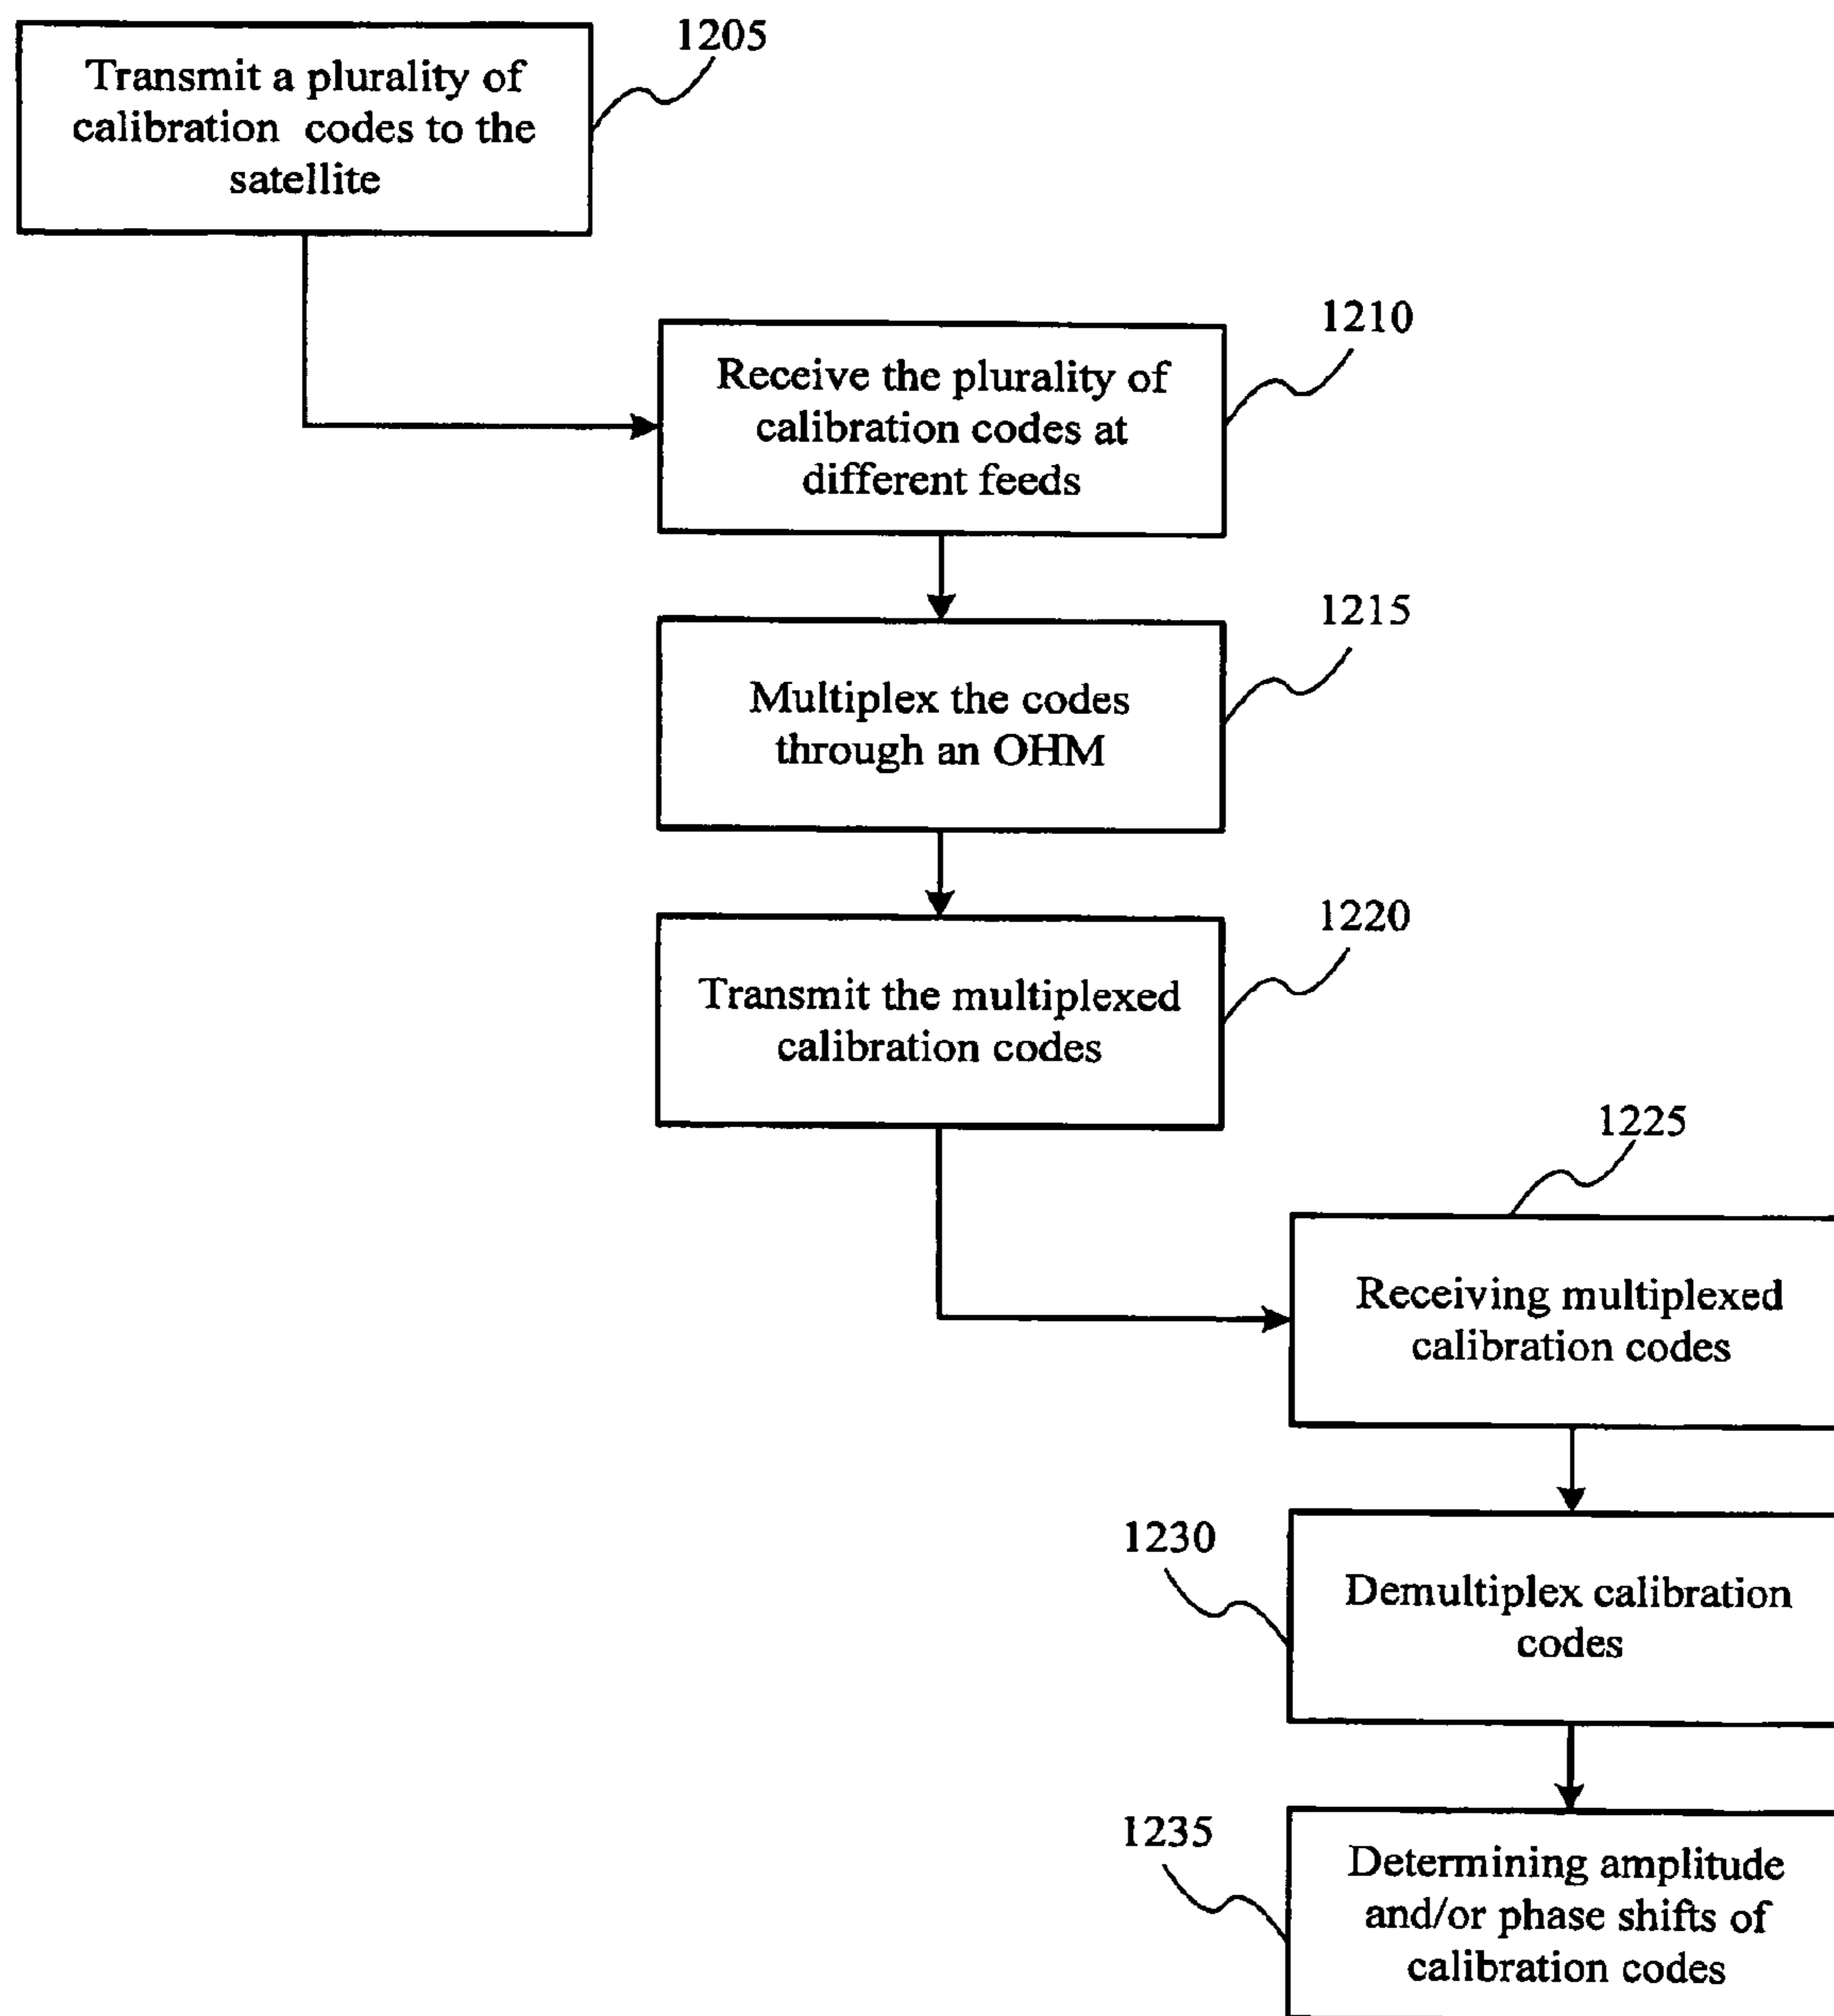 1205
Transmit a plurality of
calibration codes to the
satellite
1210
Receive the plurality of
calibration codes at
different feeds
1215
Multiplex the codes
through an OHM
1220
Transmit the multiplexed
calibration codes
1225
Receiving multiplexed
calibration codes
1230
Demultiplex calibration
codes
1235
Determining amplitude
and/or phase shifts of
calibration codes